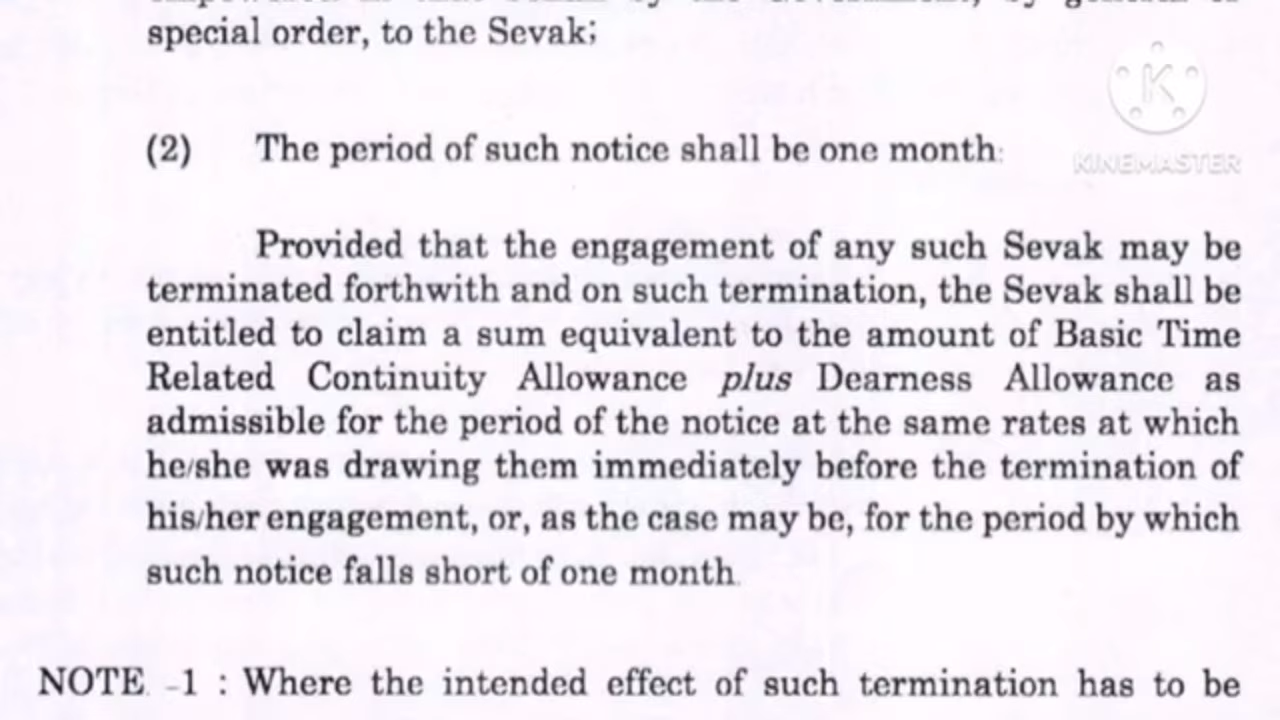 special order, to the Sevak;
K
KINEMASTER
(2) The period of such notice shall be one month:
Provided that the engagement of any such Sevak may be
terminated forthwith and on such termination, the Sevak shall be
entitled to claim a sum equivalent to the amount of Basic Time
Related Continuity Allowance plus Dearness Allowance as
admissible for the period of the notice at the same rates at which
he/she was drawing them immediately before the termination of
his/her engagement, or, as the case may be, for the period by which
such notice falls short of one month.
NOTE -1 : Where the intended effect of such termination has to be